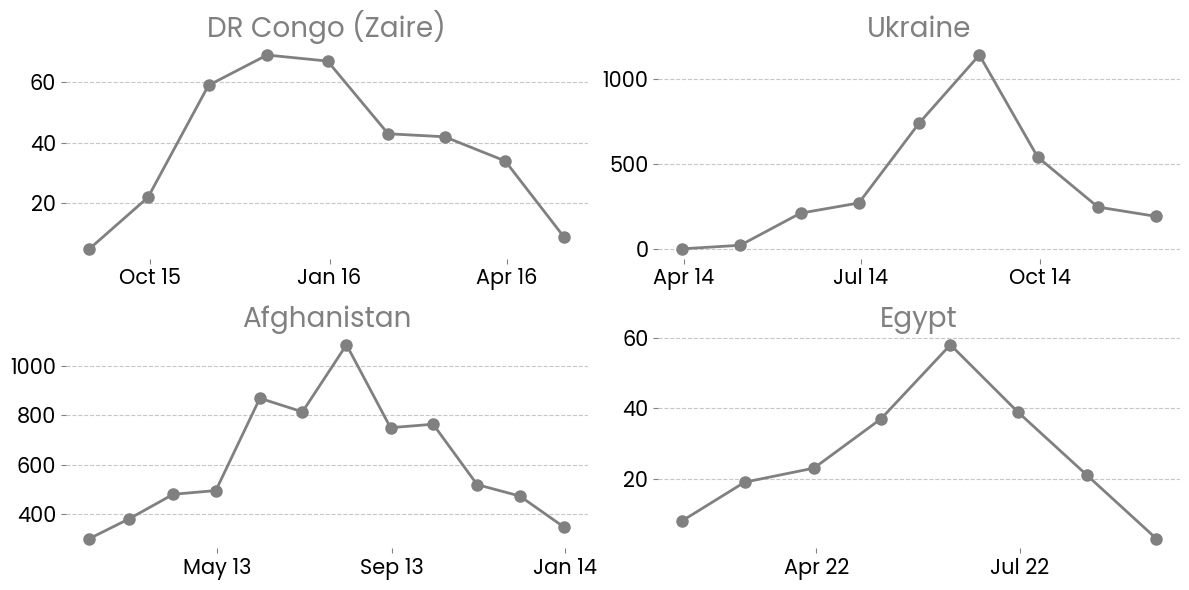 DR Congo (Zaire)
60
40
20
Oct 15 Jan 16 Apr 16
Ukraine
1000
500
0
Apr 14 Jul 14 Oct 14
Afghanistan
1000
800
600
400
May 13 Sep 13 Jan 14
Egypt
60
40
20
Apr 22 Jul 22